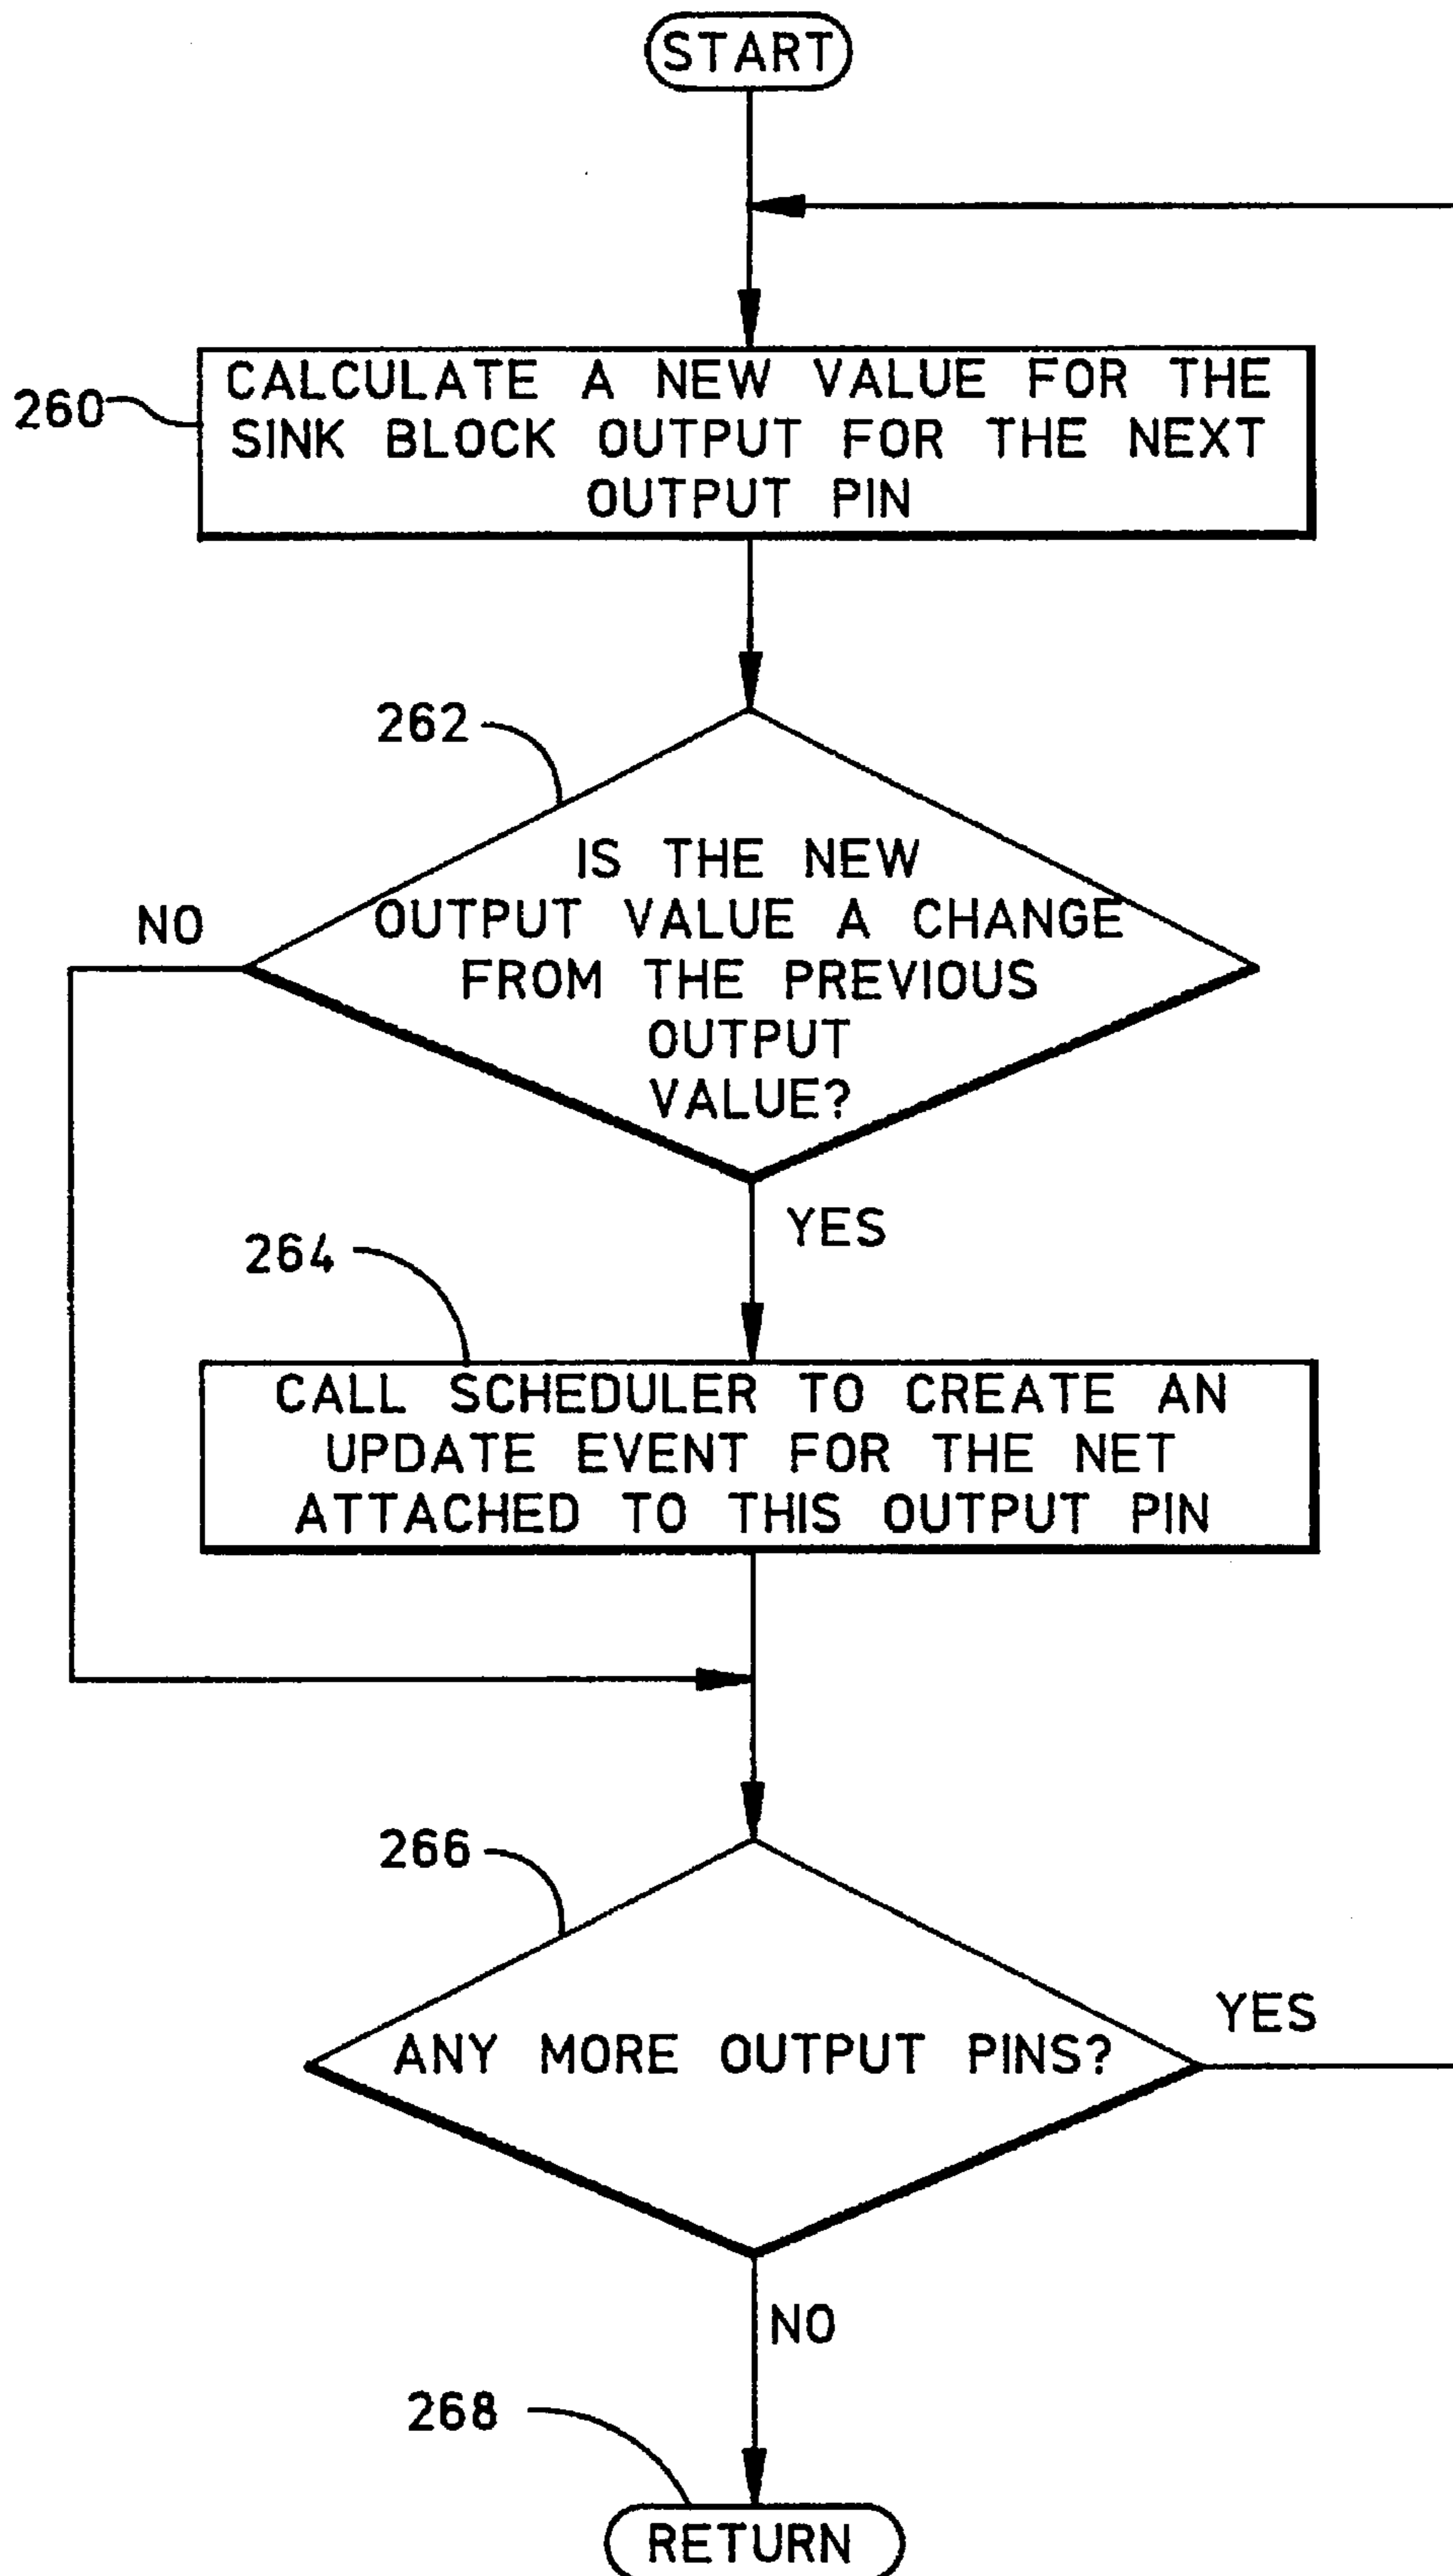 START
260
CALCULATE A NEW VALUE FOR THE
SINK BLOCK OUTPUT FOR THE NEXT
OUTPUT PIN
262
IS THE NEW
OUTPUT VALUE A CHANGE
FROM THE PREVIOUS
OUTPUT
VALUE?
NO
YES
264
CALL SCHEDULER TO CREATE AN
UPDATE EVENT FOR THE NET
ATTACHED TO THIS OUTPUT PIN
266
ANY MORE OUTPUT PINS?
YES
NO
268
RETURN